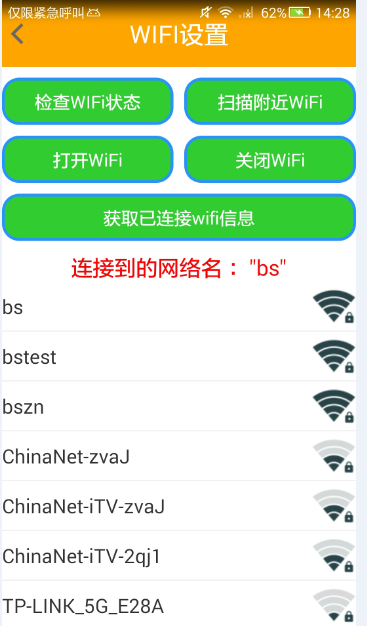 仅限紧急呼叫 62% 14:28
WIFI设置
检查WIFi状态 扫描附近WiFi
打开WiFi 关闭WiFi
获取已连接wifi信息
连接到的网络名： "bs"
bs
bstest
bszn
ChinaNet-zvaJ
ChinaNet-iTV-zvaJ
ChinaNet-iTV-2qj1
TP-LINK_5G_E28A